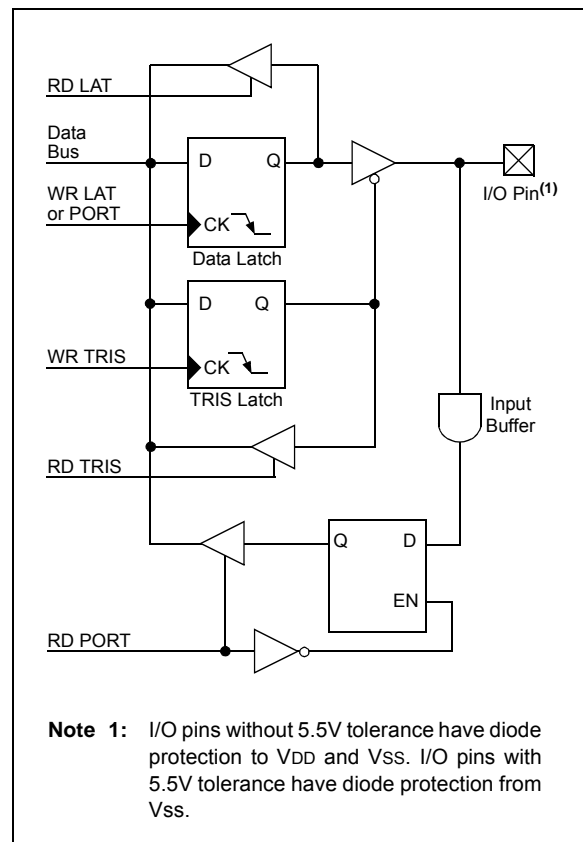 RD LAT
Data
Bus
D Q
I/O Pin(1)
WR LAT
or PORT
CK
Data Latch
D Q
WR TRIS
CK
TRIS Latch
Input
Buffer
RD TRIS
Q D
EN
RD PORT
Note 1: I/O pins without 5.5V tolerance have diode
protection to VDD and VSS. I/O pins with
5.5V tolerance have diode protection from
Vss.